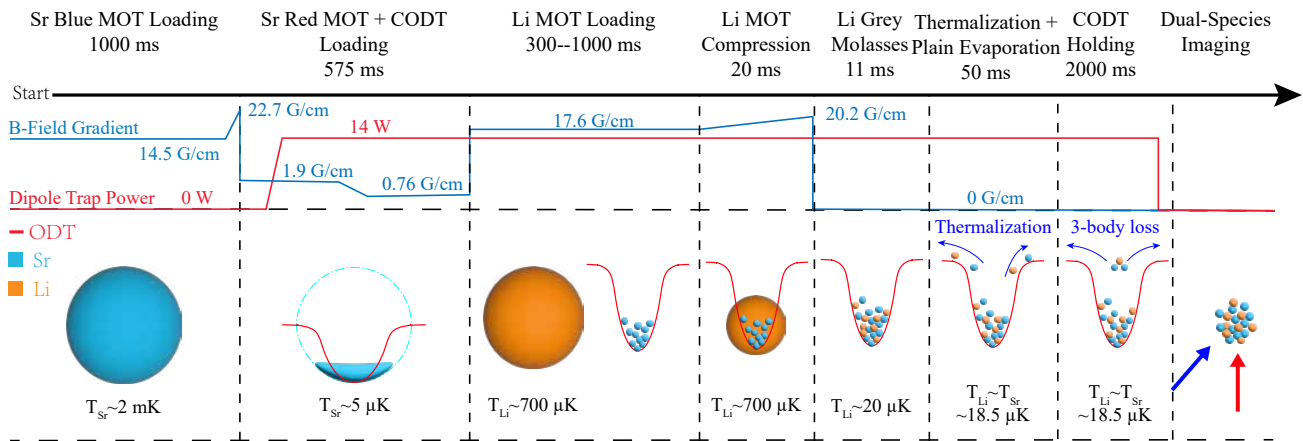 Sr Blue MOT Loading
1000 ms
Sr Red MOT + CODT
Loading
575 ms
Li MOT Loading
300--1000 ms
Li MOT
Compression
20 ms
Li Grey
Molasses
11 ms
Thermalization +
Plain Evaporation
50 ms
CODT
Holding
2000 ms
Dual-Species
Imaging
Start
B-Field Gradient
14.5 G/cm
22.7 G/cm
1.9 G/cm
0.76 G/cm
14 W
17.6 G/cm
20.2 G/cm
0 G/cm
Dipole Trap Power
0 W
ODT
Sr
Li
Thermalization
3-body loss
T_Sr~2 mK
T_Sr~5 µK
T_Li~700 µK
T_Li~700 µK
T_Li~20 µK
T_Li~T_Sr
~18.5 µK
T_Li~T_Sr
~18.5 µK